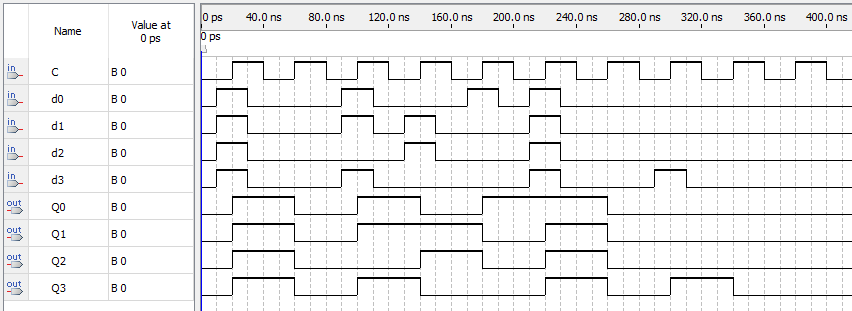 Name Value at 0 ps
0 ps 40.0 ns 80.0 ns 120.0 ns 160.0 ns 200.0 ns 240.0 ns 280.0 ns 320.0 ns 360.0 ns 400.0 ns
0 ps
in C B 0
in d0 B 0
in d1 B 0
in d2 B 0
in d3 B 0
out Q0 B 0
out Q1 B 0
out Q2 B 0
out Q3 B 0